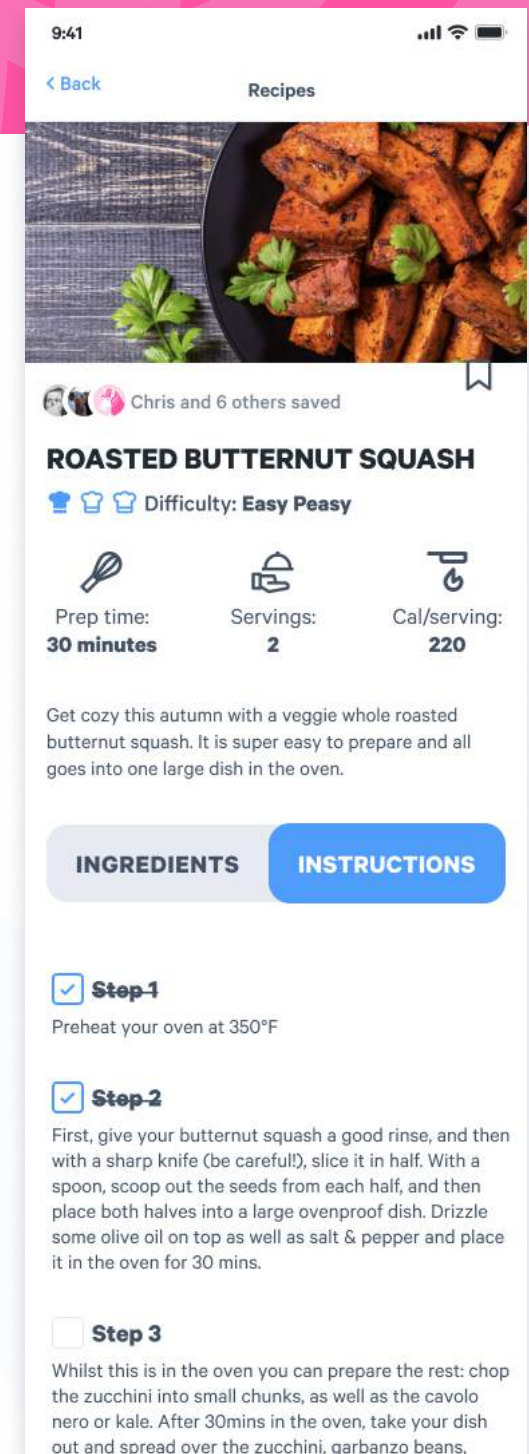 9:41
< Back
Recipes
Chris and 6 others saved
ROASTED BUTTERNUT SQUASH
Difficulty: Easy Peasy
Prep time:
30 minutes
Servings:
2
Cal/serving:
220
Get cozy this autumn with a veggie whole roasted
butternut squash. It is super easy to prepare and all
goes into one large dish in the oven.
INGREDIENTS
INSTRUCTIONS
Step 1
Preheat your oven at 350°F
Step 2
First, give your butternut squash a good rinse, and then
with a sharp knife (be careful!), slice it in half. With a
spoon, scoop out the seeds from each half, and then
place both halves into a large ovenproof dish. Drizzle
some olive oil on top as well as salt & pepper and place
it in the oven for 30 mins.
Step 3
Whilst this is in the oven you can prepare the rest: chop
the zucchini into small chunks, as well as the cavolo
nero or kale. After 30mins in the oven, take your dish
out and spread over the zucchini, garbanzo beans,